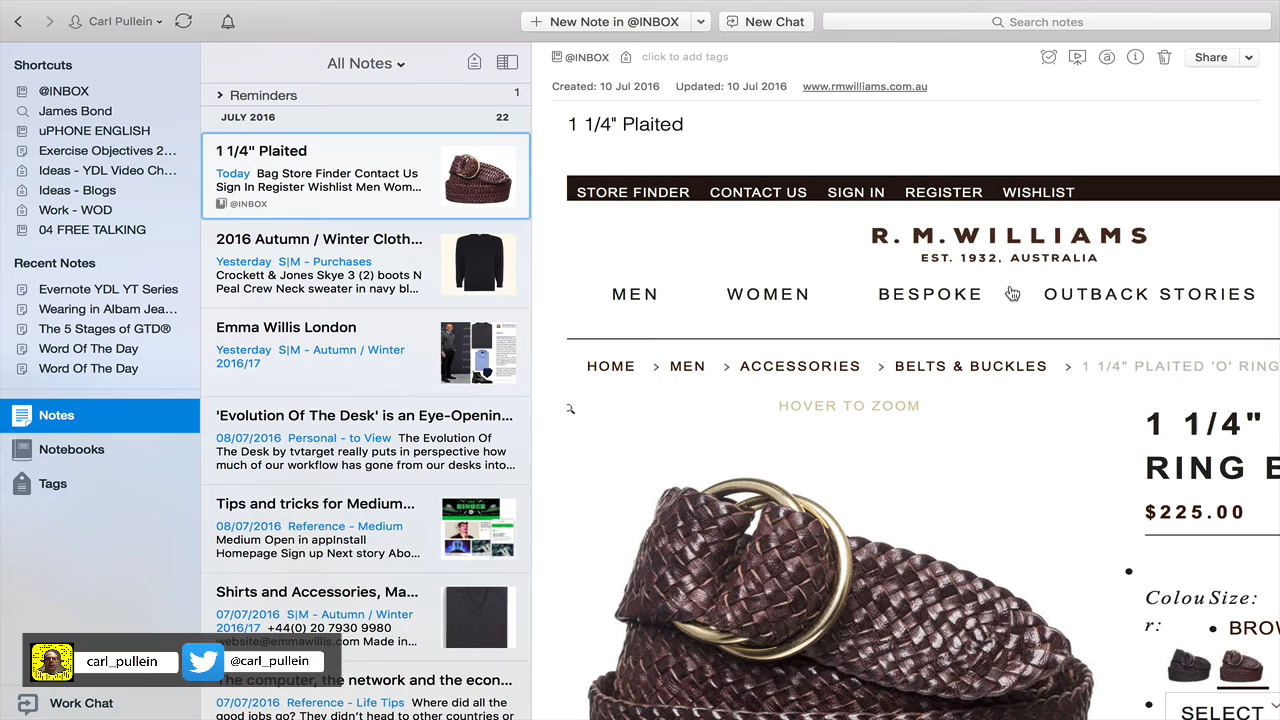 Carl Pullein
New Note in @INBOX
New Chat
Search notes
Shortcuts
@INBOX
James Bond
uPHONE ENGLISH
Exercise Objectives 2...
Ideas - YDL Video Ch...
Ideas - Blogs
Work - WOD
04 FREE TALKING
Recent Notes
Evernote YDL YT Series
Wearing in Albam Jea...
The 5 Stages of GTD®
Word Of The Day
Word Of The Day
Notes
Notebooks
Tags
Work Chat
carl_pullein
@carl_pullein
All Notes
Reminders 1
JULY 2016 22
1 1/4" Plaited
Today Bag Store Finder Contact Us
Sign In Register Wishlist Men Wom...
@INBOX
2016 Autumn / Winter Cloth...
Yesterday S|M - Purchases
Crockett & Jones Skye 3 (2) boots N
Peal Crew Neck sweater in navy bl...
Emma Willis London
Yesterday S|M - Autumn / Winter
2016/17
'Evolution Of The Desk' is an Eye-Openin...
08/07/2016 Personal - to View The Evolution Of
The Desk by tvtarget really puts in perspective how
much of our workflow has gone from our desks into...
Tips and tricks for Medium...
08/07/2016 Reference - Medium
Medium Open in appInstall
Homepage Sign up Next story Abo...
Shirts and Accessories, Ma...
07/07/2016 S|M - Autumn / Winter
2016/17 +44(0) 20 7930 9980
website@emmawillis.com Made in...
The computer, the network and the econ...
07/07/2016 Reference - Life Tips Where did all the
good jobs go? They didn't head to other countries or
@INBOX click to add tags
Share
Created: 10 Jul 2016 Updated: 10 Jul 2016 www.rmwilliams.com.au
1 1/4" Plaited
STORE FINDER CONTACT US SIGN IN REGISTER WISHLIST
R.M.WILLIAMS
EST. 1932, AUSTRALIA
MEN WOMEN BESPOKE OUTBACK STORIES
HOME > MEN > ACCESSORIES > BELTS & BUCKLES > 1 1/4" PLAITED 'O' RING
HOVER TO ZOOM
1 1/4"
RING
$225.00
Colou Size:
r:
BRO
SELECT